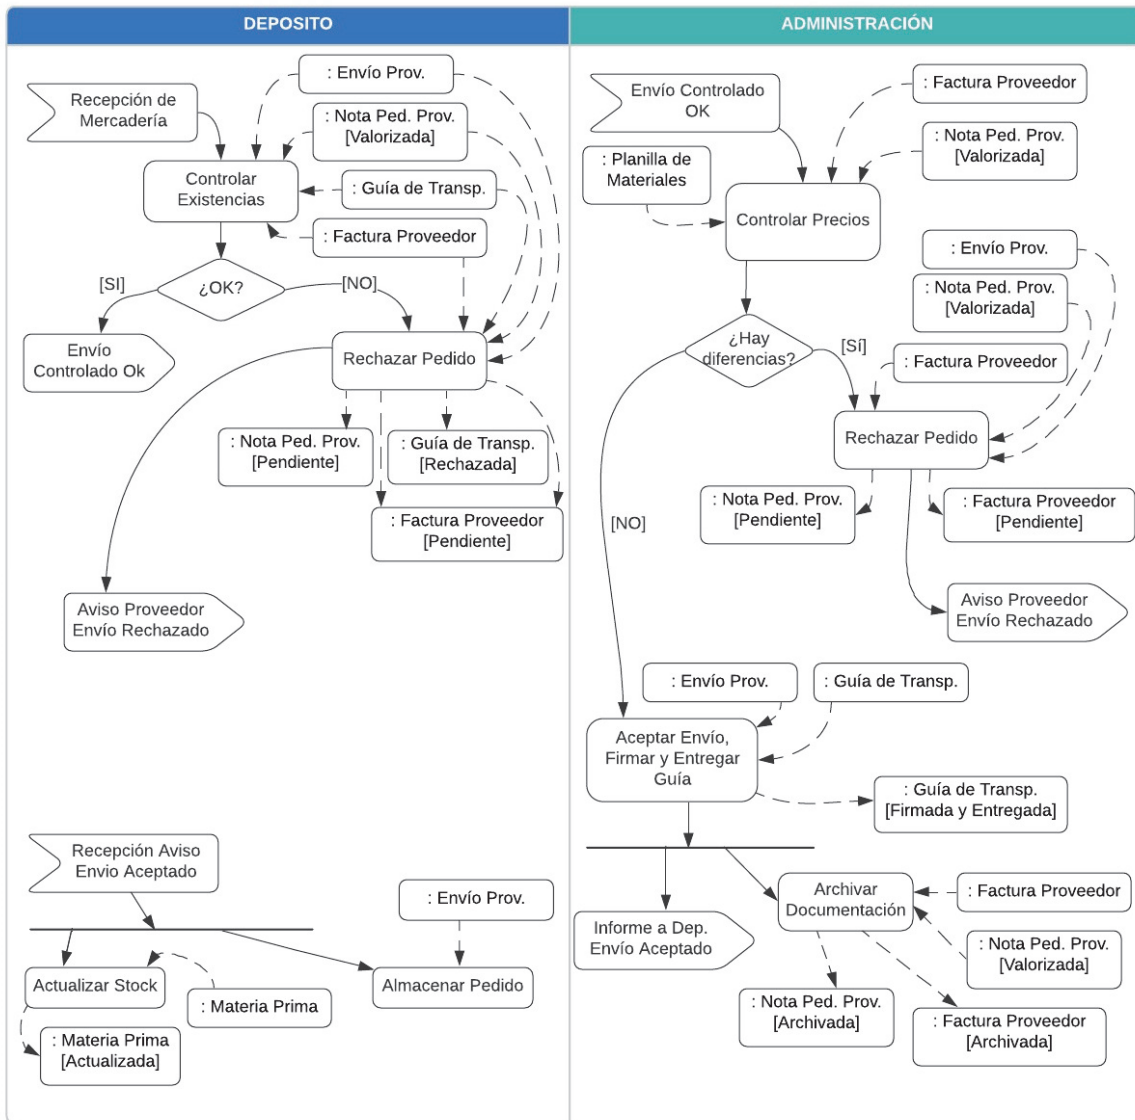 DEPOSITO
Recepción de
Mercadería
: Envío Prov.
: Nota Ped. Prov.
[Valorizada]
Controlar
Existencias
: Guía de Transp.
: Factura Proveedor
[SI]
¿OK?
[NO]
Envío
Controlado Ok
Rechazar Pedido
: Nota Ped. Prov.
[Pendiente]
: Guía de Transp.
[Rechazada]
: Factura Proveedor
[Pendiente]
Aviso Proveedor
Envío Rechazado
Recepción Aviso
Envio Aceptado
: Envío Prov.
Actualizar Stock
: Materia Prima
Almacenar Pedido
: Materia Prima
[Actualizada]
ADMINISTRACIÓN
Envío Controlado
OK
: Factura Proveedor
: Nota Ped. Prov.
[Valorizada]
: Planilla de
Materiales
Controlar Precios
: Envío Prov.
: Nota Ped. Prov.
[Valorizada]
¿Hay
diferencias?
[Sí]
: Factura Proveedor
Rechazar Pedido
: Nota Ped. Prov.
[Pendiente]
: Factura Proveedor
[Pendiente]
[NO]
Aviso Proveedor
Envío Rechazado
: Envío Prov.
: Guía de Transp.
Aceptar Envío,
Firmar y Entregar
Guía
: Guía de Transp.
[Firmada y Entregada]
Archivar
Documentación
: Factura Proveedor
Informe a Dep.
Envío Aceptado
: Nota Ped. Prov.
[Valorizada]
: Nota Ped. Prov.
[Archivada]
: Factura Proveedor
[Archivada]